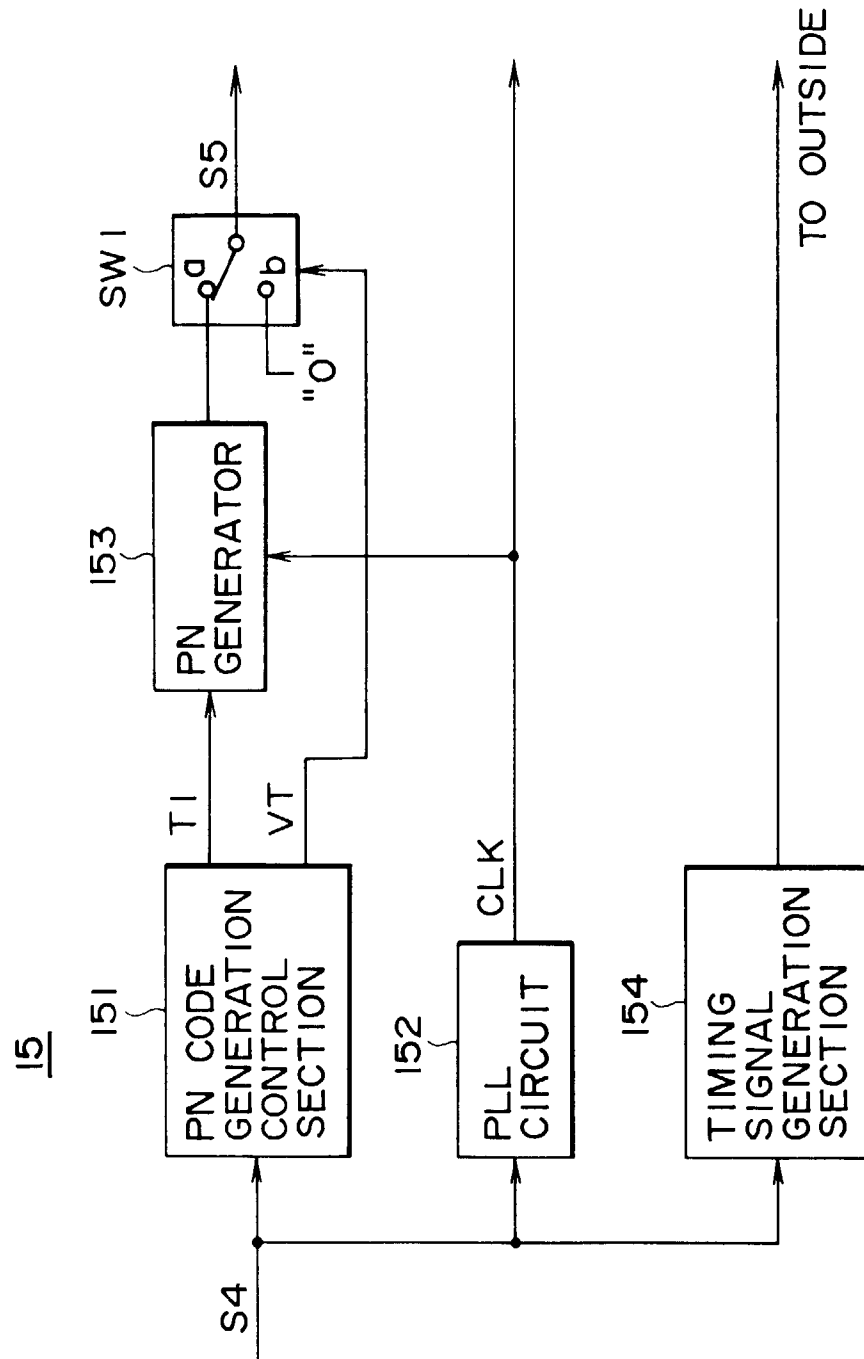 15
S4
151
PN CODE
GENERATION
CONTROL
SECTION
T1
VT
153
PN
GENERATOR
SW1
a
b
"0"
S5
152
PLL
CIRCUIT
CLK
154
TIMING
SIGNAL
GENERATION
SECTION
TO OUTSIDE